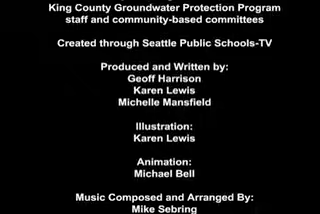 King County Groundwater Protection Program
staff and community-based committees
Created through Seattle Public Schools-TV
Produced and Written by:
Geoff Harrison
Karen Lewis
Michelle Mansfield
Illustration:
Karen Lewis
Animation:
Michael Bell
Music Composed and Arranged By:
Mike Sebring